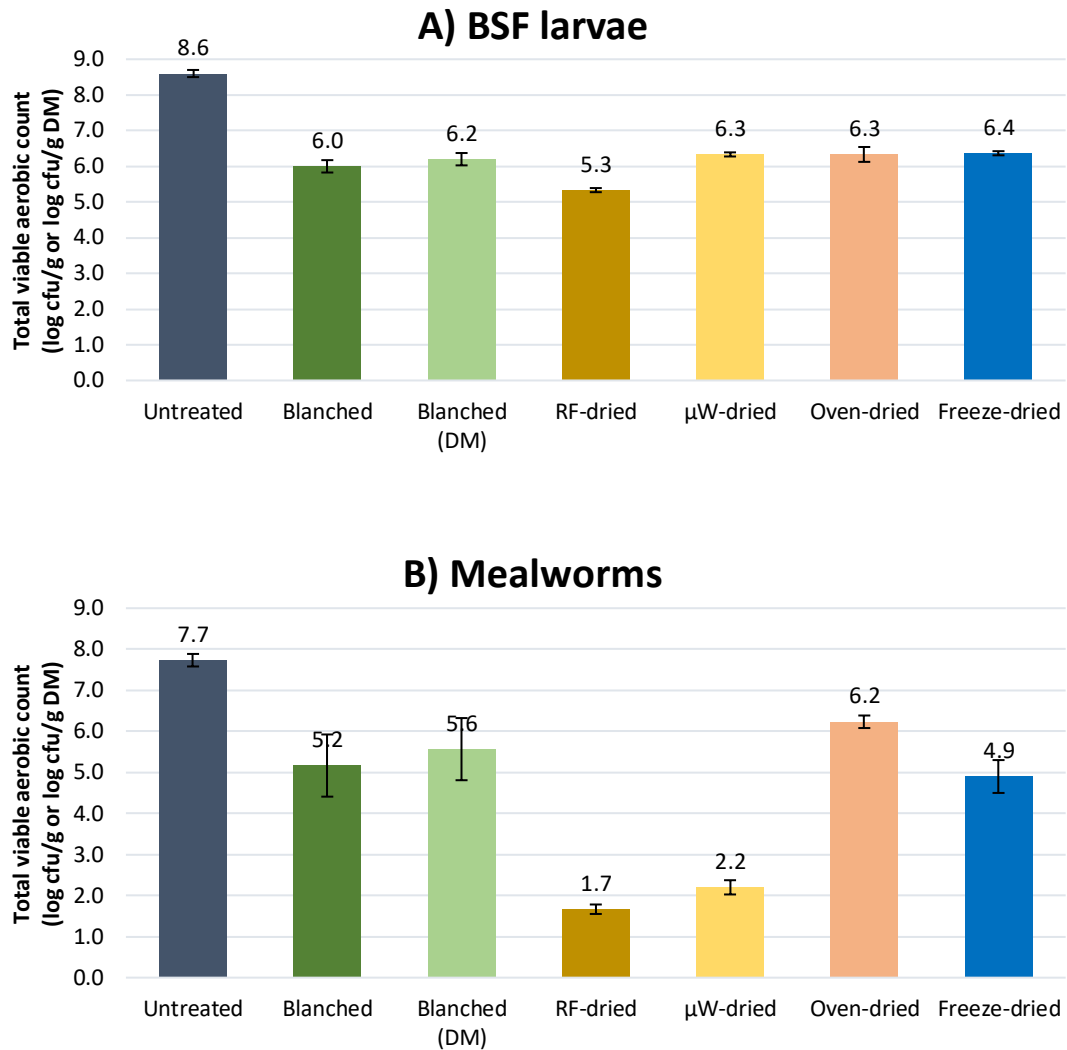 A) BSF larvae
Total viable aerobic count
(log cfu/g or log cfu/g DM)
9.0
8.0
7.0
6.0
5.0
4.0
3.0
2.0
1.0
0.0
8.6
6.0
6.2
5.3
6.3
6.3
6.4
Untreated
Blanched
Blanched
(DM)
RF-dried
µW-dried
Oven-dried
Freeze-dried
B) Mealworms
Total viable aerobic count
(log cfu/g or log cfu/g DM)
9.0
8.0
7.0
6.0
5.0
4.0
3.0
2.0
1.0
0.0
7.7
5.2
5.6
1.7
2.2
6.2
4.9
Untreated
Blanched
Blanched
(DM)
RF-dried
µW-dried
Oven-dried
Freeze-dried